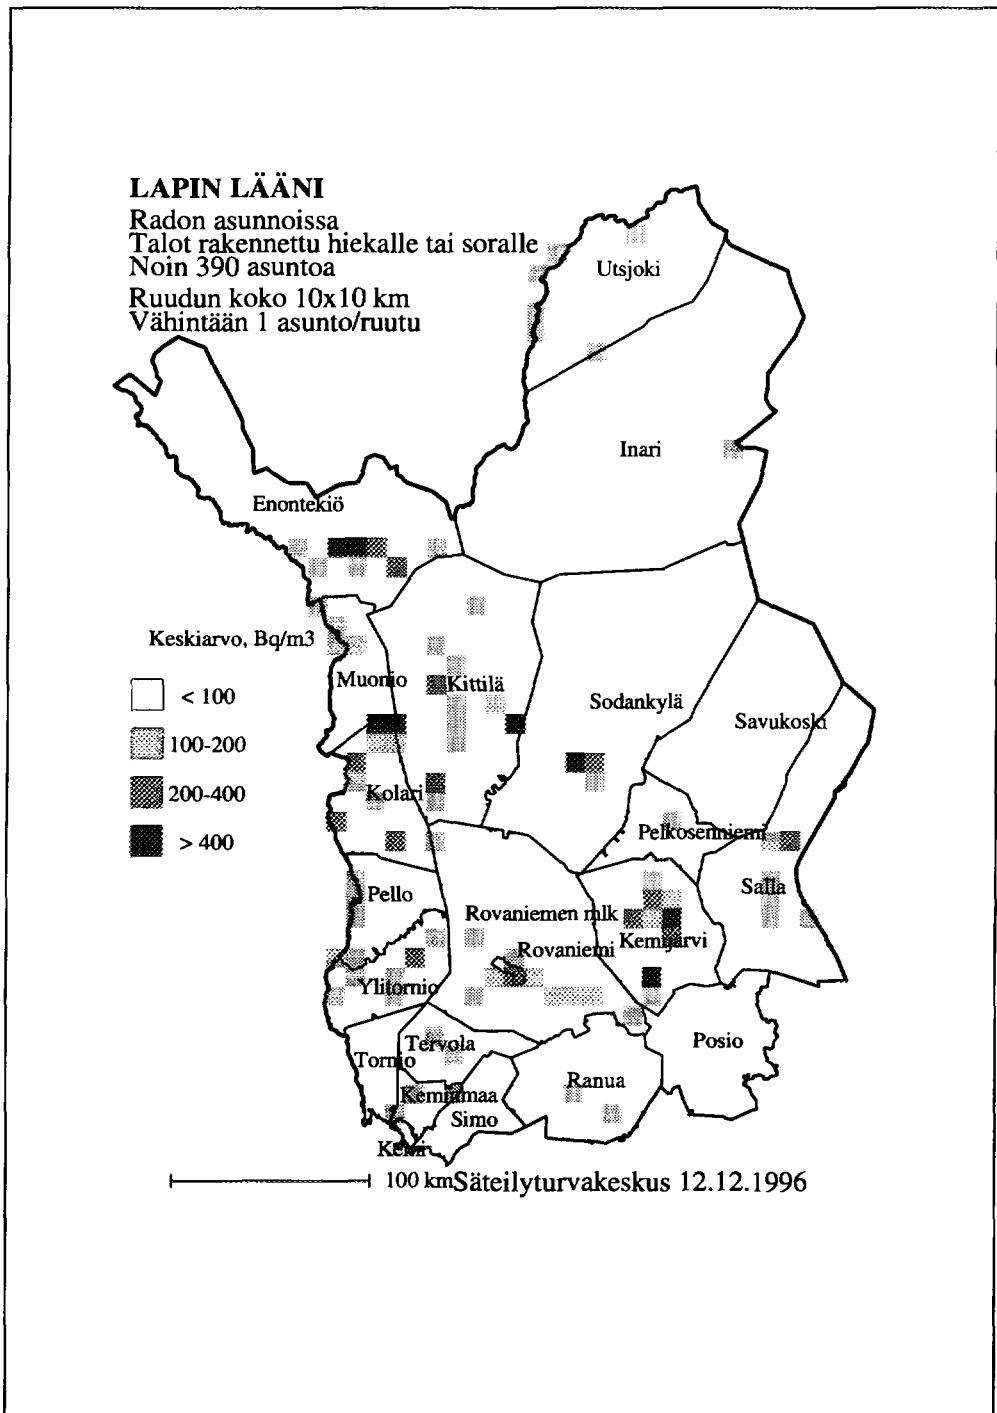 LAPIN LÄÄNI
Radon asunnoissa
Talot rakennettu hiekalle tai soralle
Noin 390 asuntoa
Ruudun koko 10x10 km
Vähintään 1 asunto/ruutu
Utsjoki
Inari
Enontekiö
Keskiarvo, Bq/m3
< 100
100-200
200-400
> 400
Muonio
Kittilä
Sodankylä
Savukoski
Kolari
Pelkosenniemi
Pello
Salla
Rovaniemen mlk
Kemijärvi
Rovaniemi
Ylitornio
Tervola
Tornio
Posio
Ranua
Keminmaa
Simo
Kemi
100 km
Säteilyturvakeskus 12.12.1996